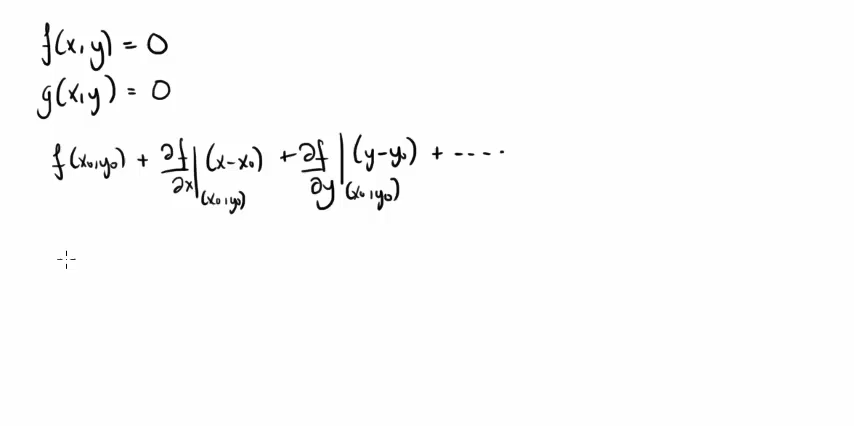 f(x,y) = 0
g(x,y) = 0
f(x₀,y₀) + ∂f/∂x|(x₀,y₀) (x-x₀) + ∂f/∂y|(x₀,y₀) (y-y₀) + ----·